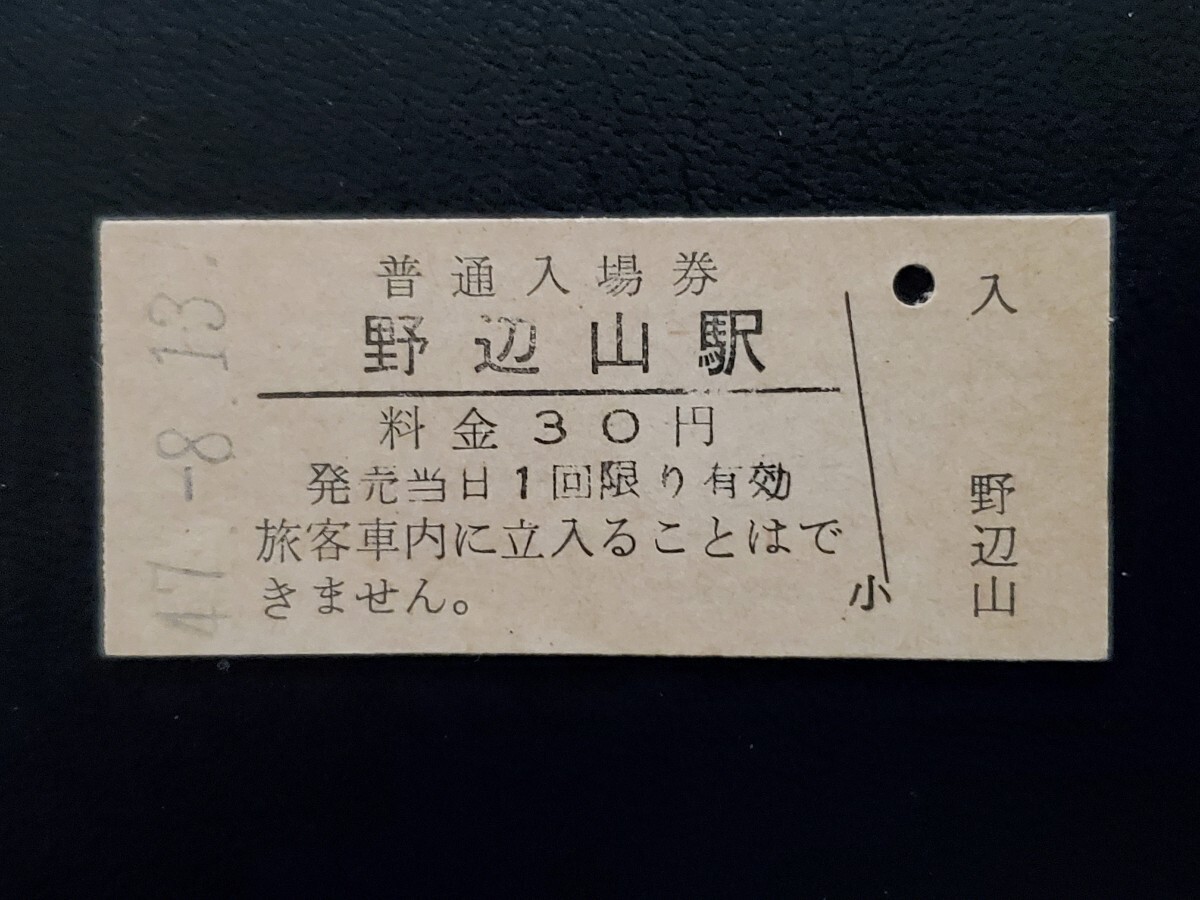 47.-8.13
普通入場券
野辺山駅
料金30円
発売当日1回限り有効
旅客車内に立入ることはで
きません。
小
入
野辺山